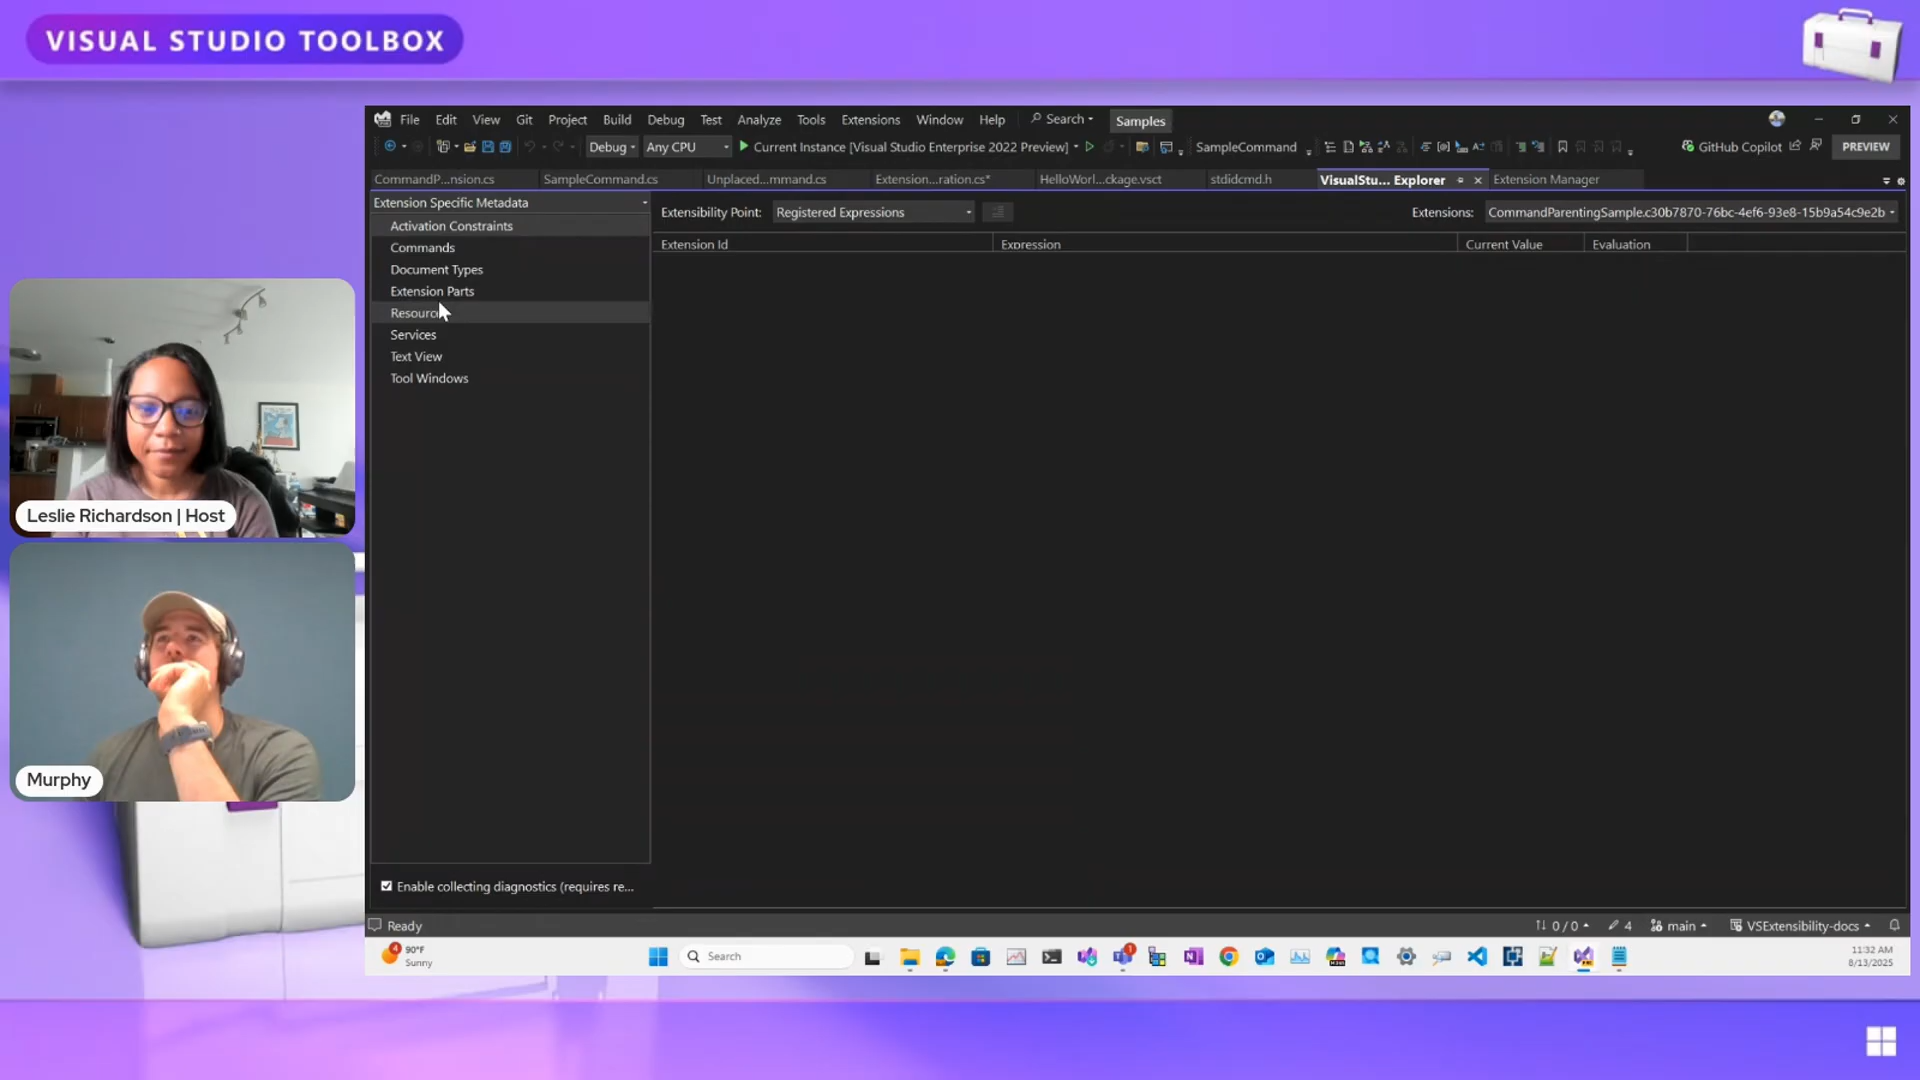 VISUAL STUDIO TOOLBOX
File Edit View Git Project Build Debug Test Analyze Tools Extensions Window Help Search Samples
Debug Any CPU Current Instance [Visual Studio Enterprise 2022 Preview] SampleCommand GitHub Copilot PREVIEW
CommandP...nsion.cs SampleCommand.cs Unplaced...mmand.cs Extension...ration.cs* HelloWorl...ckage.vsct stdidcmd.h VisualStu... Explorer Extension Manager
Extension Specific Metadata
Extensibility Point: Registered Expressions Extensions: CommandParentingSample.c30b7870-76bc-4ef6-93e8-15b9a54c9e2b
Activation Constraints
Extension Id Expression Current Value Evaluation
Commands
Document Types
Extension Parts
Services
Text View
Tool Windows
Leslie Richardson | Host
Murphy
Enable collecting diagnostics (requires re...
Ready 0 / 0 4 main VSExtensibility-docs
4 90°F
Sunny
Search
1
11:32 AM
8/13/2025